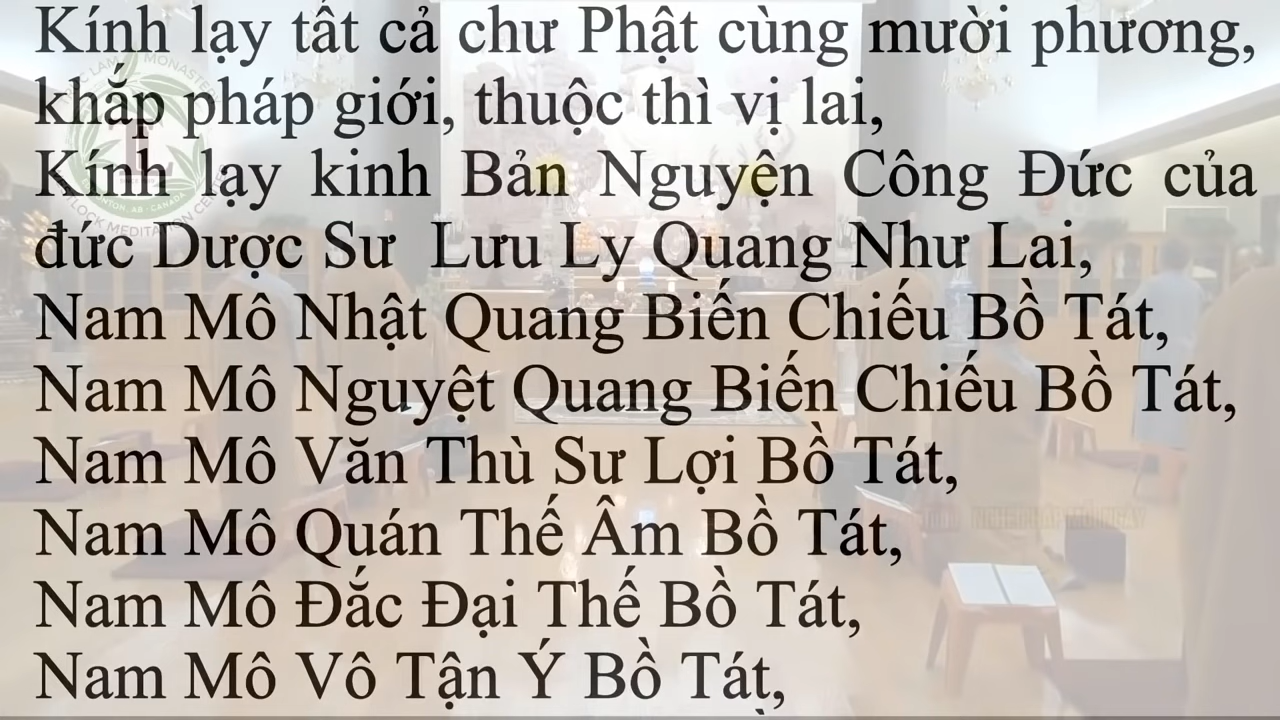 Kính lạy tất cả chư Phật cùng mười phương,
khắp pháp giới, thuộc thì vị lai,
Kính lạy kinh Bản Nguyện Công Đức của
đức Dược Sư Lưu Ly Quang Như Lai,
Nam Mô Nhật Quang Biến Chiếu Bồ Tát,
Nam Mô Nguyệt Quang Biến Chiếu Bồ Tát,
Nam Mô Văn Thù Sư Lợi Bồ Tát,
Nam Mô Quán Thế Âm Bồ Tát,
Nam Mô Đắc Đại Thế Bồ Tát,
Nam Mô Vô Tận Ý Bồ Tát,